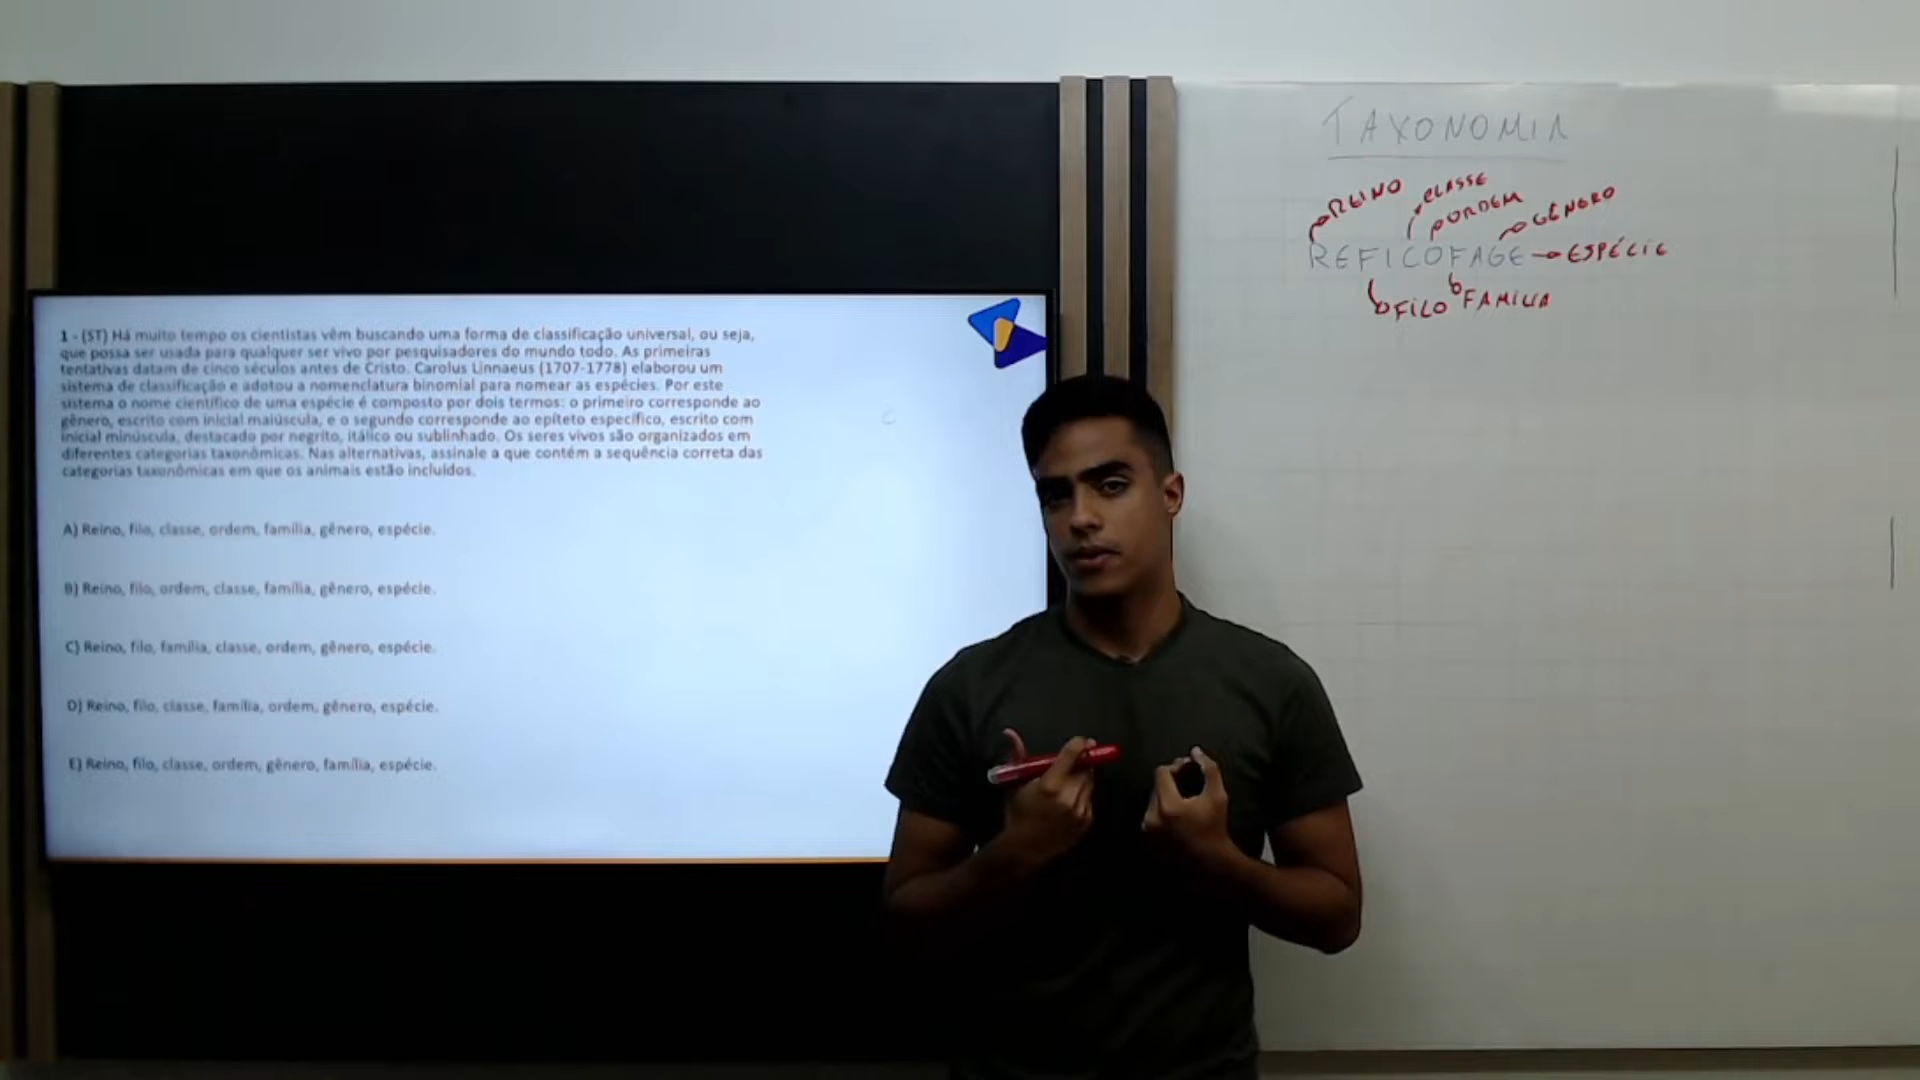 1 - (ST) Há muito tempo os cientistas vêm buscando uma forma de classificação universal, ou seja,
que possa ser usada para qualquer ser vivo por pesquisadores do mundo todo. As primeiras
tentativas datam de cinco séculos antes de Cristo. Carolus Linnaeus (1707-1778) elaborou um
sistema de classificação e adotou a nomenclatura binomial para nomear as espécies. Por este
sistema o nome científico de uma espécie é composto por dois termos: o primeiro corresponde ao
gênero, escrito com inicial maiúscula, e o segundo corresponde ao epíteto específico, escrito com
inicial minúscula, destacado por negrito, itálico ou sublinhado. Os seres vivos são organizados em
diferentes categorias taxonômicas. Nas alternativas, assinale a que contém a sequência correta das
categorias taxonômicas em que os animais estão incluídos.
A) Reino, filo, classe, ordem, família, gênero, espécie.
B) Reino, filo, ordem, classe, família, gênero, espécie.
C) Reino, filo, família, classe, ordem, gênero, espécie.
D) Reino, filo, classe, família, ordem, gênero, espécie.
E) Reino, filo, classe, ordem, gênero, família, espécie.
TAXONOMIA
REINO CLASSE
ORDEM GÊNERO
REFICOFAGE ESPÉCIE
FILO FAMILIA